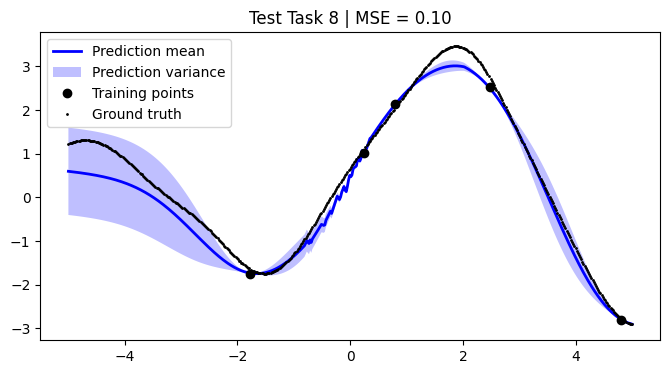 Test Task 8 | MSE = 0.10
Prediction mean
Prediction variance
Training points
Ground truth
3
2
1
0
−1
−2
−3
−4
−2
0
2
4